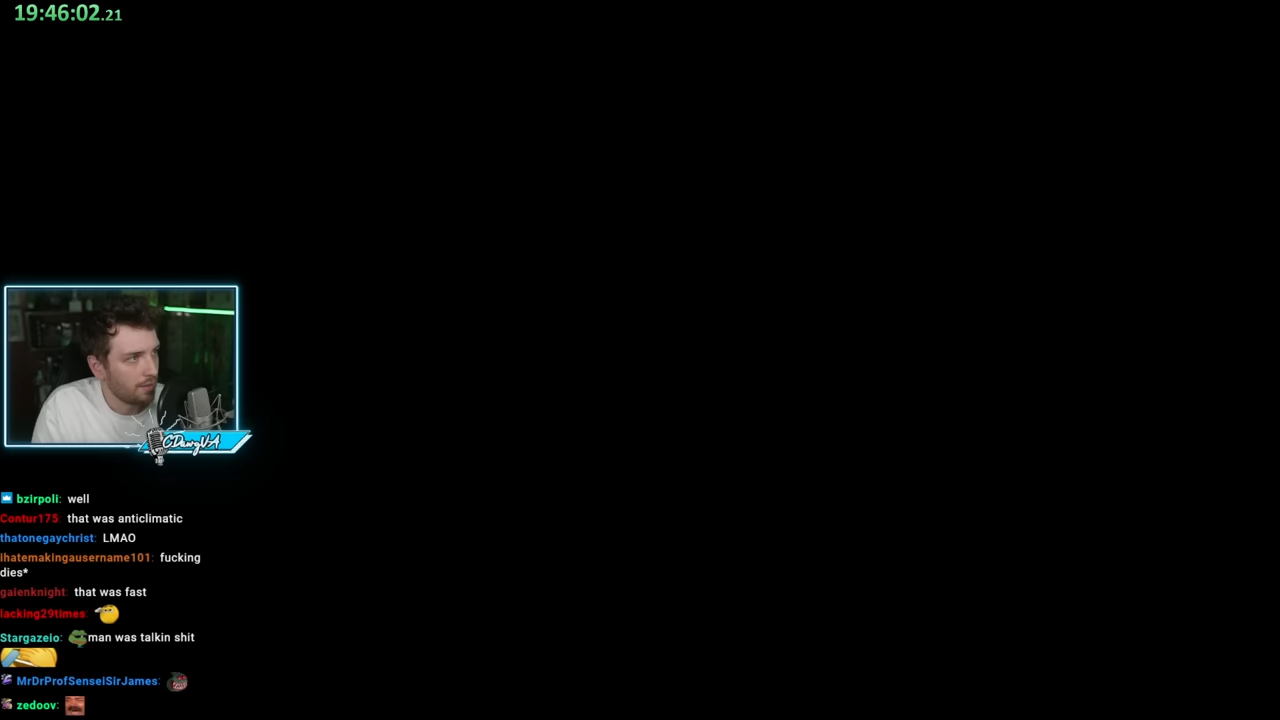 19:46:02.21
CDawgVA
bzirpoli: well
Contur175: that was anticlimatic
thatonegaychrist: LMAO
ihatemakingausername101: fucking
dies*
galenknight: that was fast
lacking29times:
Stargazeio: man was talkin shit
MrDrProfSenseiSirJames:
zedoov: